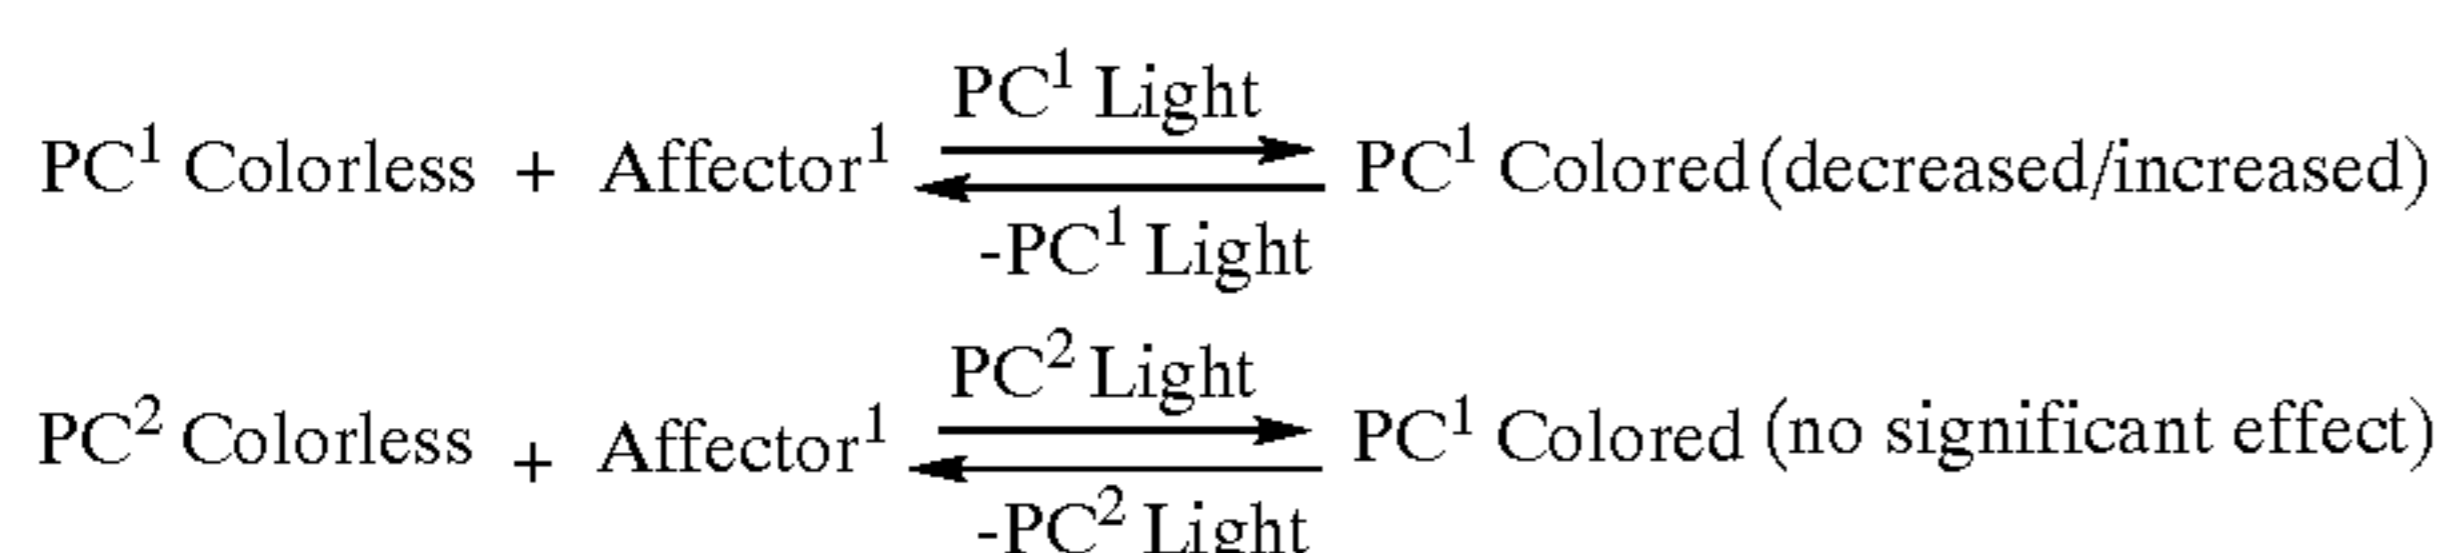 PC¹ Light
PC¹ Colorless + Affector¹ PC¹ Colored (decreased/increased)
-PC¹ Light
PC² Light
PC² Colorless + Affector¹ PC¹ Colored (no significant effect)
-PC² Light